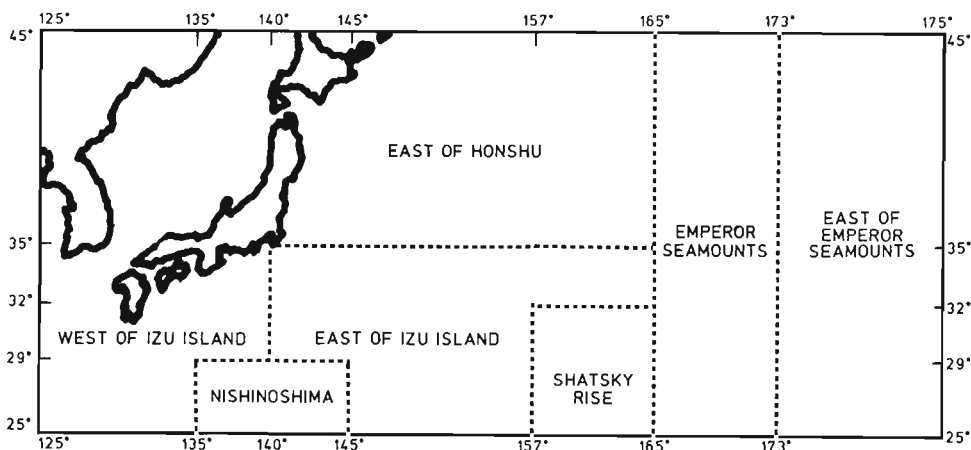 125° 135° 140° 145° 157° 165° 173° 175°
45° 45°
EAST OF HONSHU
EMPEROR
SEAMOUNTS
EAST OF
EMPEROR
SEAMOUNTS
35° 35°
32° 32°
WEST OF IZU ISLAND EAST OF IZU ISLAND
29° 29°
NISHINOSHIMA
SHATSKY
RISE
25° 25°
125° 135° 140° 145° 157° 165° 173°